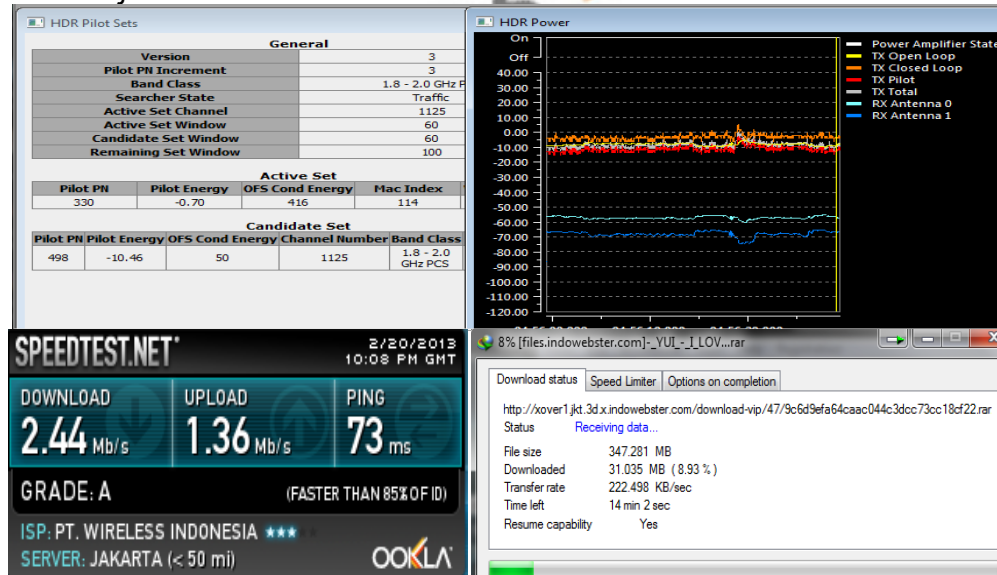 HDR Pilot Sets
General
Version 3
Pilot PN Increment 3
Band Class 1.8 - 2.0 GHz P
Searcher State Traffic
Active Set Channel 1125
Active Set Window 60
Candidate Set Window 60
Remaining Set Window 100
Active Set
Pilot PN Pilot Energy OFS Cond Energy Mac Index
330 -0.70 416 114
Candidate Set
Pilot PN Pilot Energy OFS Cond Energy Channel Number Band Class
498 -10.46 50 1125 1.8 - 2.0
GHz PCS
HDR Power
On
Off
40.00
30.00
20.00
10.00
0.00
-10.00
-20.00
-30.00
-40.00
-50.00
-60.00
-70.00
-80.00
-90.00
-100.00
-110.00
-120.00
Power Amplifier State
TX Open Loop
TX Closed Loop
TX Pilot
TX Total
RX Antenna 0
RX Antenna 1
SPEEDTEST.NET
2/20/2013
10:08 PM GMT
DOWNLOAD UPLOAD PING
2.44 Mb/s 1.36 Mb/s 73 ms
GRADE: A (FASTER THAN 85% OF ID)
ISP: PT. WIRELESS INDONESIA ★★★
SERVER: JAKARTA (< 50 mi)
OOKLA
8% [files.indowebster.com]-_YUI_-_I_LOV...rar
Download status Speed Limiter Options on completion
http://xover1.jkt.3d.x.indowebster.com/download-vip/47/9c6d9efa64caac044c3dcc73cc18cf22.rar
Status Receiving data...
File size 347.281 MB
Downloaded 31.035 MB ( 8.93 % )
Transfer rate 222.498 KB/sec
Time left 14 min 2 sec
Resume capability Yes